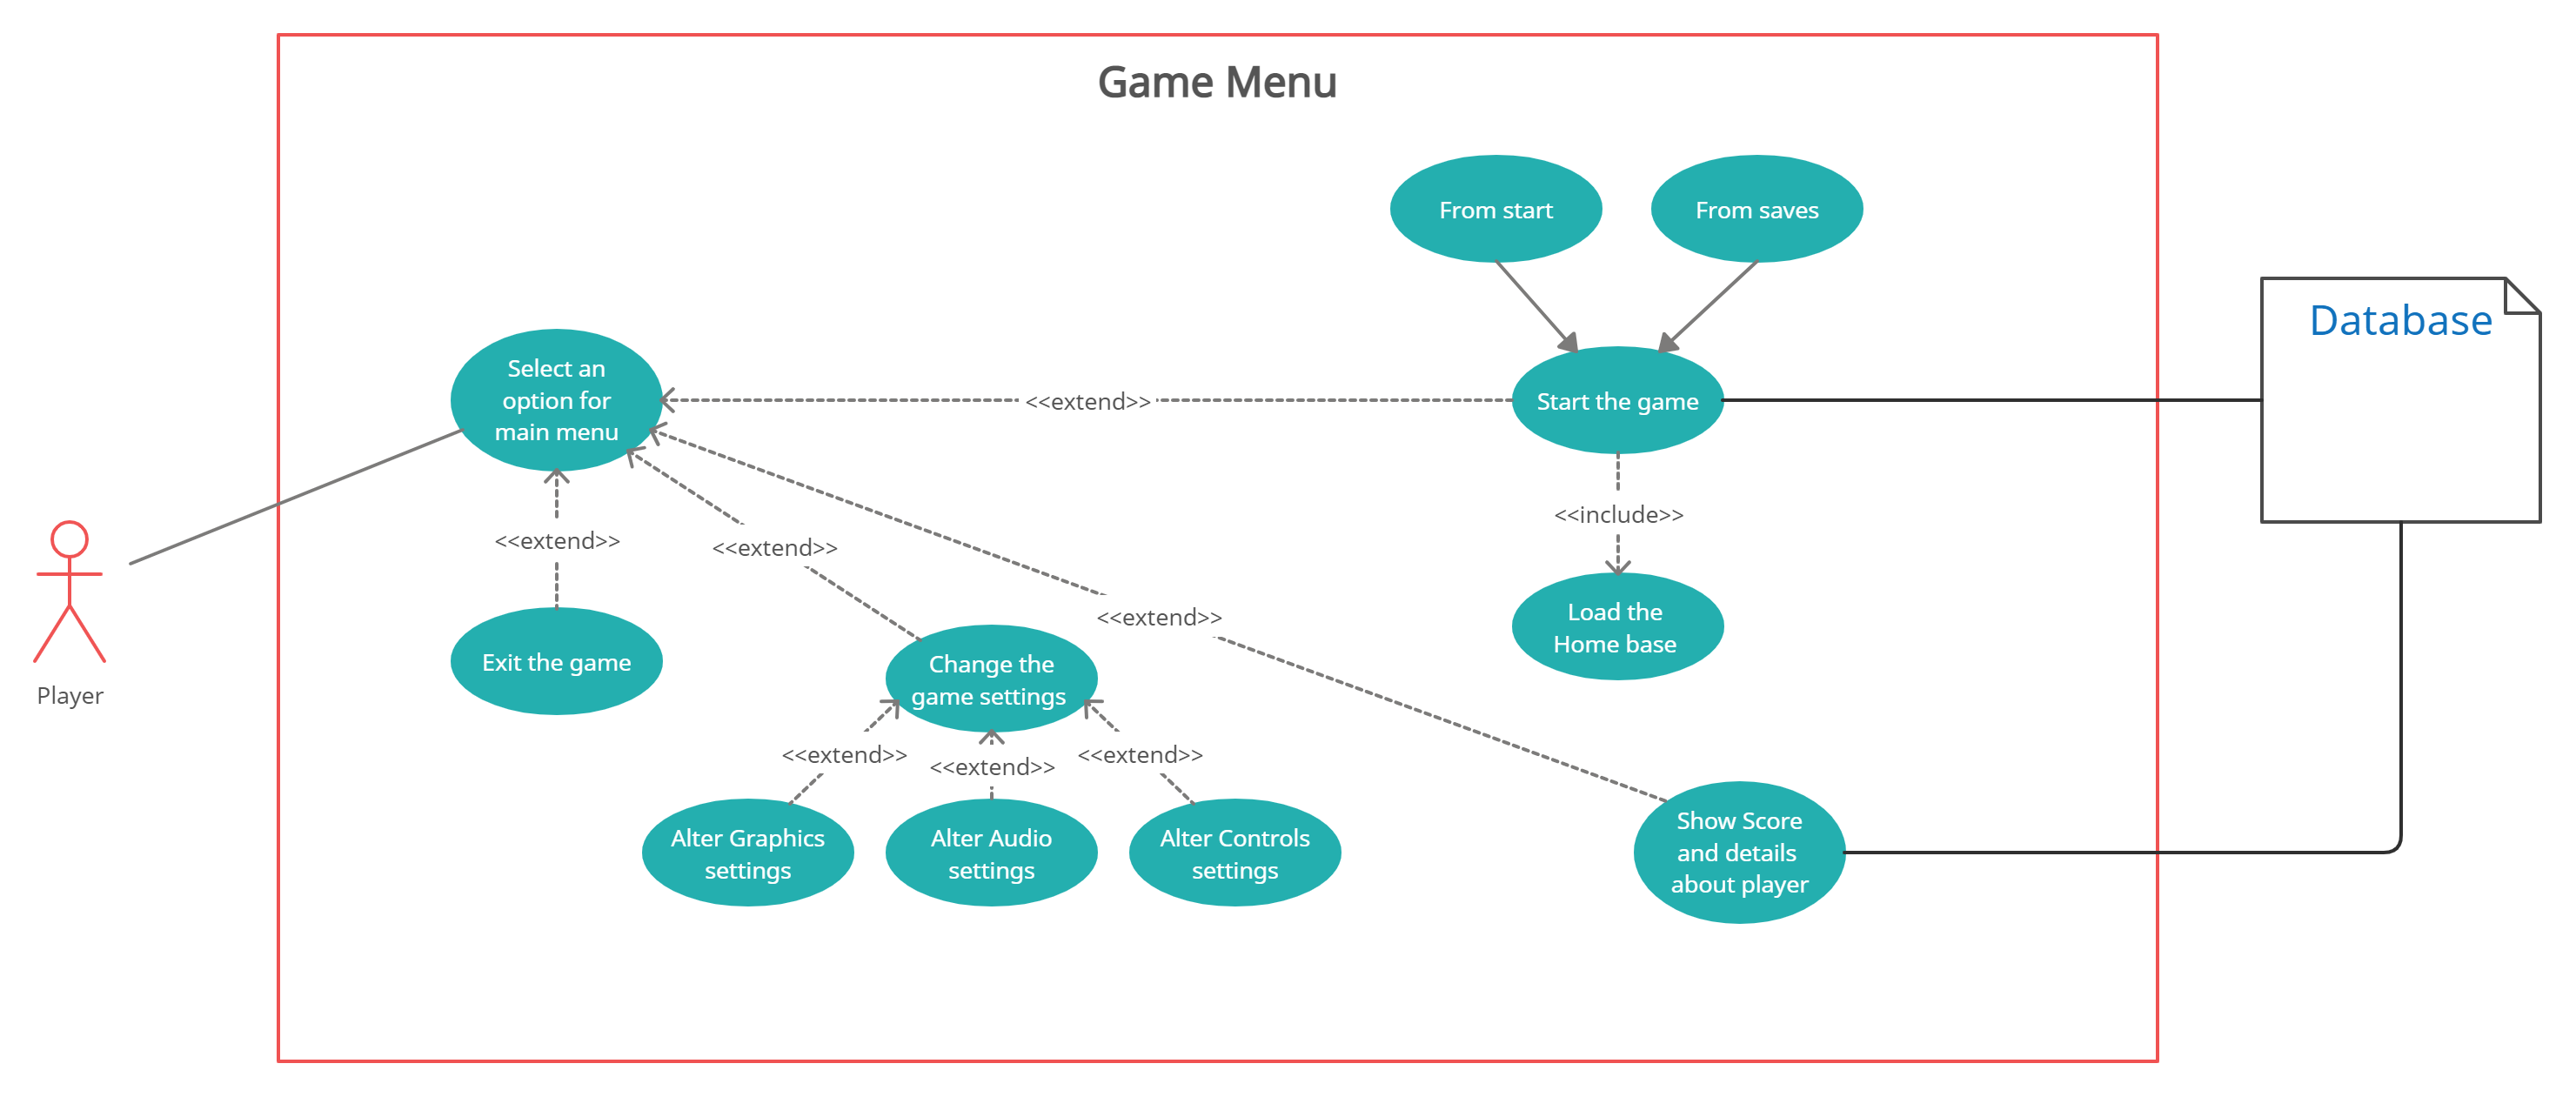 Game Menu
From start
From saves
Database
Select an
option for
main menu
<<extend>>
Start the game
<<include>>
<<extend>>
<<extend>>
<<extend>>
Load the
Home base
Exit the game
Change the
game settings
Player
<<extend>>
<<extend>>
<<extend>>
Alter Graphics
settings
Alter Audio
settings
Alter Controls
settings
Show Score
and details
about player